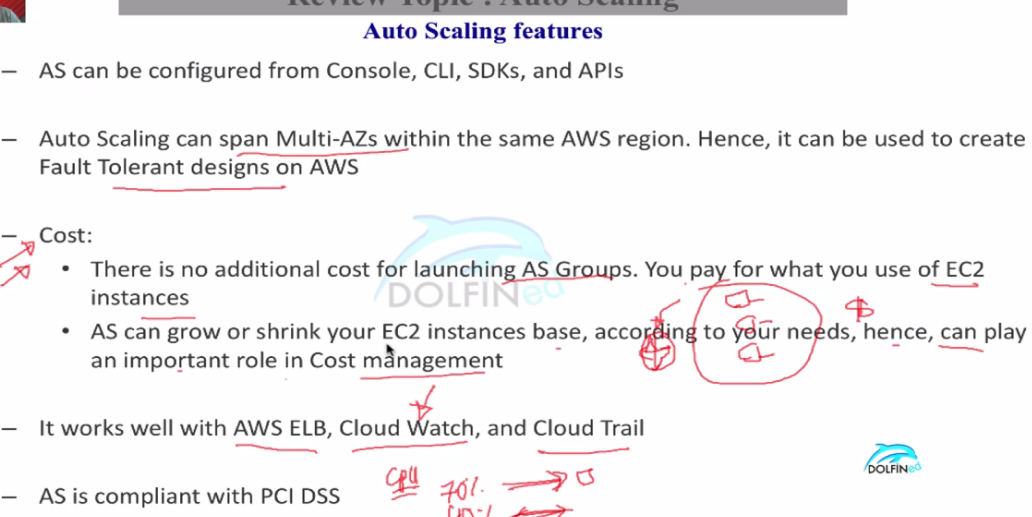 Review Topic : Auto Scaling
Auto Scaling features
– AS can be configured from Console, CLI, SDKs, and APIs
– Auto Scaling can span Multi-AZs within the same AWS region. Hence, it can be used to create
Fault Tolerant designs on AWS
– Cost:
• There is no additional cost for launching AS Groups. You pay for what you use of EC2
instances
DOLFINed
$
• AS can grow or shrink your EC2 instances base, according to your needs, hence, can play
an important role in Cost management
– It works well with AWS ELB, Cloud Watch, and Cloud Trail
DOLFINed
CPU 70%
– AS is compliant with PCI DSS